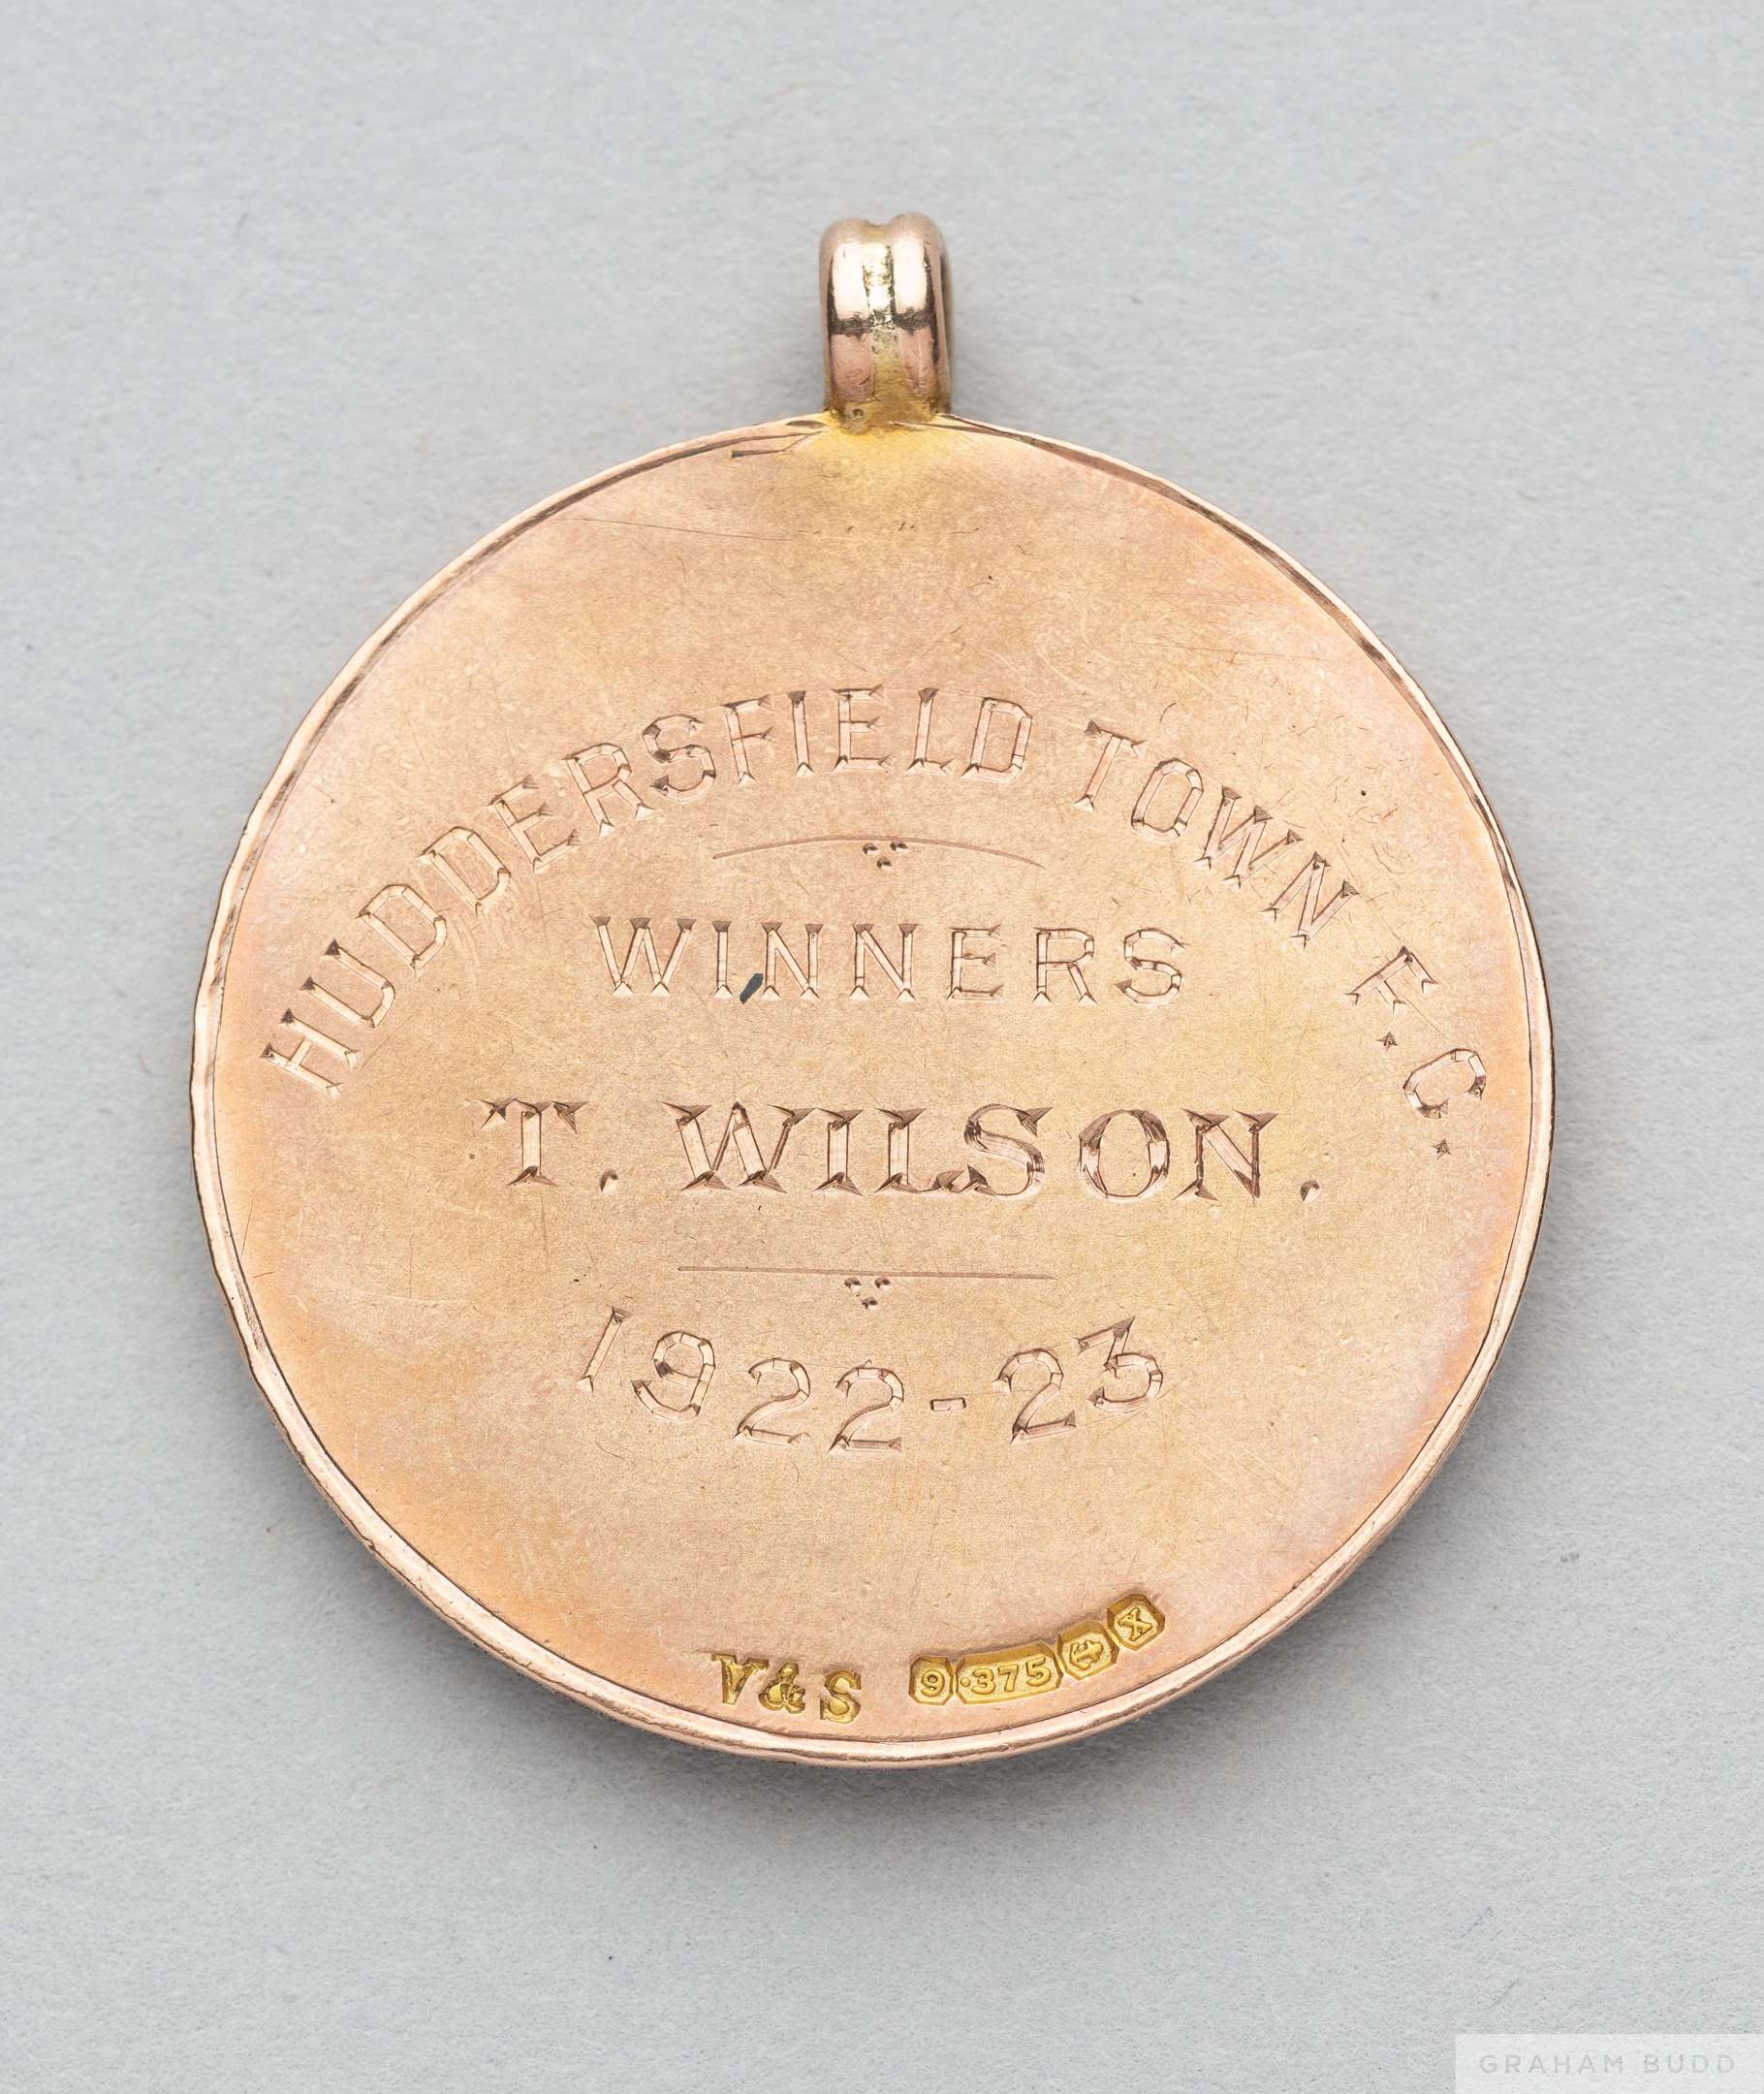 HUDDERSFIELD TOWN F.C.
WINNERS
T. WILSON.
1922-23
V&S 9 .375 X
GRAHAM BUDD